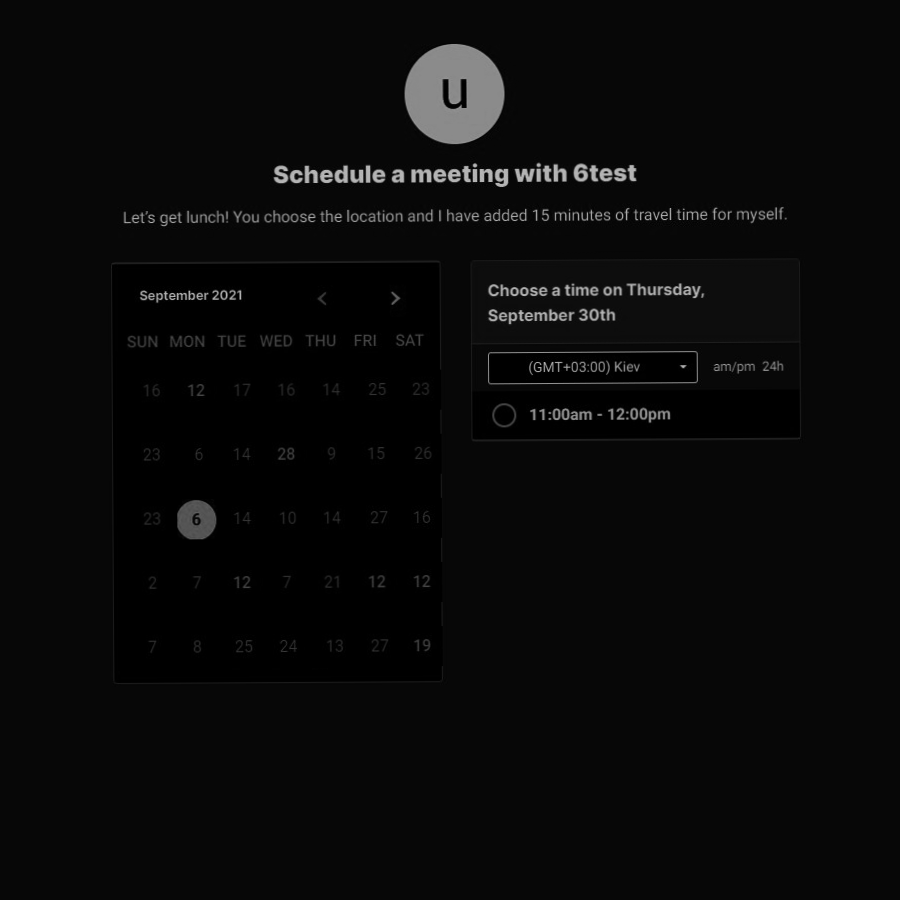 u
Schedule a meeting with 6test
Let's get lunch! You choose the location and I have added 15 minutes of travel time for myself.
September 2021
SUN MON TUE WED THU FRI SAT
16 12 17 16 14 25 23
23 6 14 28 9 15 26
23 6 14 10 14 27 16
2 7 12 7 21 12 12
7 8 25 24 13 27 19
Choose a time on Thursday,
September 30th
(GMT+03:00) Kiev am/pm 24h
11:00am - 12:00pm